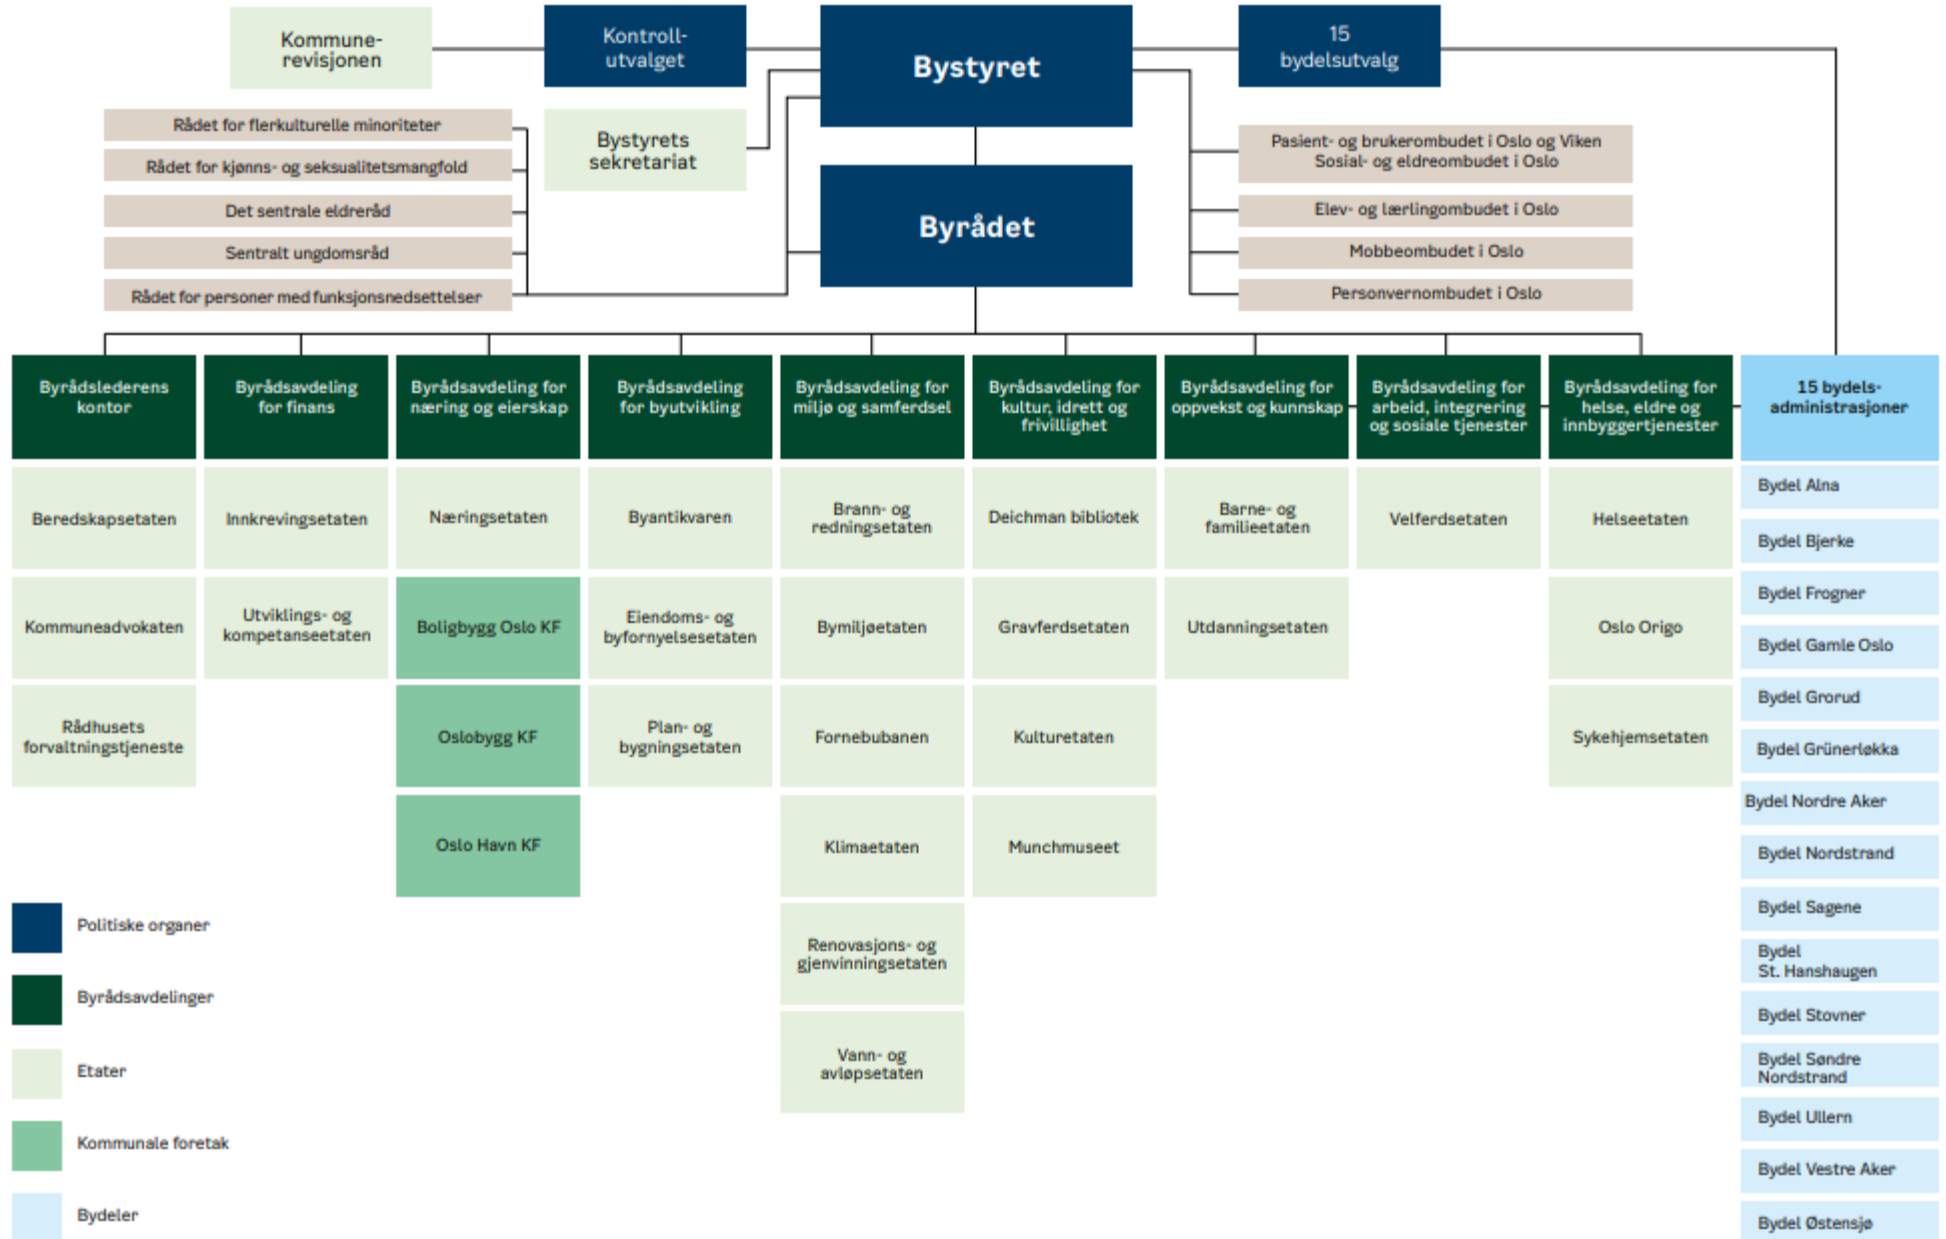 Kommune-
revisjonen
Kontroll-
utvalget
Bystyret
15
bydelsutvalg
Rådet for flerkulturelle minoriteter
Rådet for kjønns- og seksualitetsmangfold
Det sentrale eldreråd
Sentralt ungdomsråd
Rådet for personer med funksjonsnedsettelser
Bystyrets
sekretariat
Byrådet
Pasient- og brukerombudet i Oslo og Viken
Sosial- og eldreombudet i Oslo
Elev- og lærlingombudet i Oslo
Mobbeombudet i Oslo
Personvernombudet i Oslo
Byrådslederens
kontor
Beredskapsetaten
Kommuneadvokaten
Rådhusets
forvaltningstjeneste
Byrådsavdeling
for finans
Innkrevingsetaten
Utviklings- og
kompetanseetaten
Byrådsavdeling for
næring og eierskap
Næringsetaten
Boligbygg Oslo KF
Oslobygg KF
Oslo Havn KF
Byrådsavdeling
for byutvikling
Byantikvaren
Eiendoms- og
byfornyelsesetaten
Plan- og
bygningsetaten
Byrådsavdeling for
miljø og samferdsel
Brann- og
redningsetaten
Bymiljøetaten
Fornebubanen
Klimaetaten
Renovasjons- og
gjenvinningsetaten
Vann- og
avløpsetaten
Byrådsavdeling for
kultur, idrett og
frivillighet
Deichman bibliotek
Gravferdsetaten
Kulturetaten
Munchmuseet
Byrådsavdeling for
oppvekst og kunnskap
Barne- og
familieetaten
Utdanningsetaten
Byrådsavdeling for
arbeid, integrering
og sosiale tjenester
Velferdsetaten
Byrådsavdeling for
helse, eldre og
innbyggertjenester
Helseetaten
Oslo Origo
Sykehjemsetaten
15 bydels-
administrasjoner
Bydel Alna
Bydel Bjerke
Bydel Frogner
Bydel Gamle Oslo
Bydel Grorud
Bydel Grünerløkka
Bydel Nordre Aker
Bydel Nordstrand
Bydel Sagene
Bydel
St. Hanshaugen
Bydel Stovner
Bydel Søndre
Nordstrand
Bydel Ullern
Bydel Vestre Aker
Bydel Østensjø
Politiske organer
Byrådsavdelinger
Etater
Kommunale foretak
Bydeler